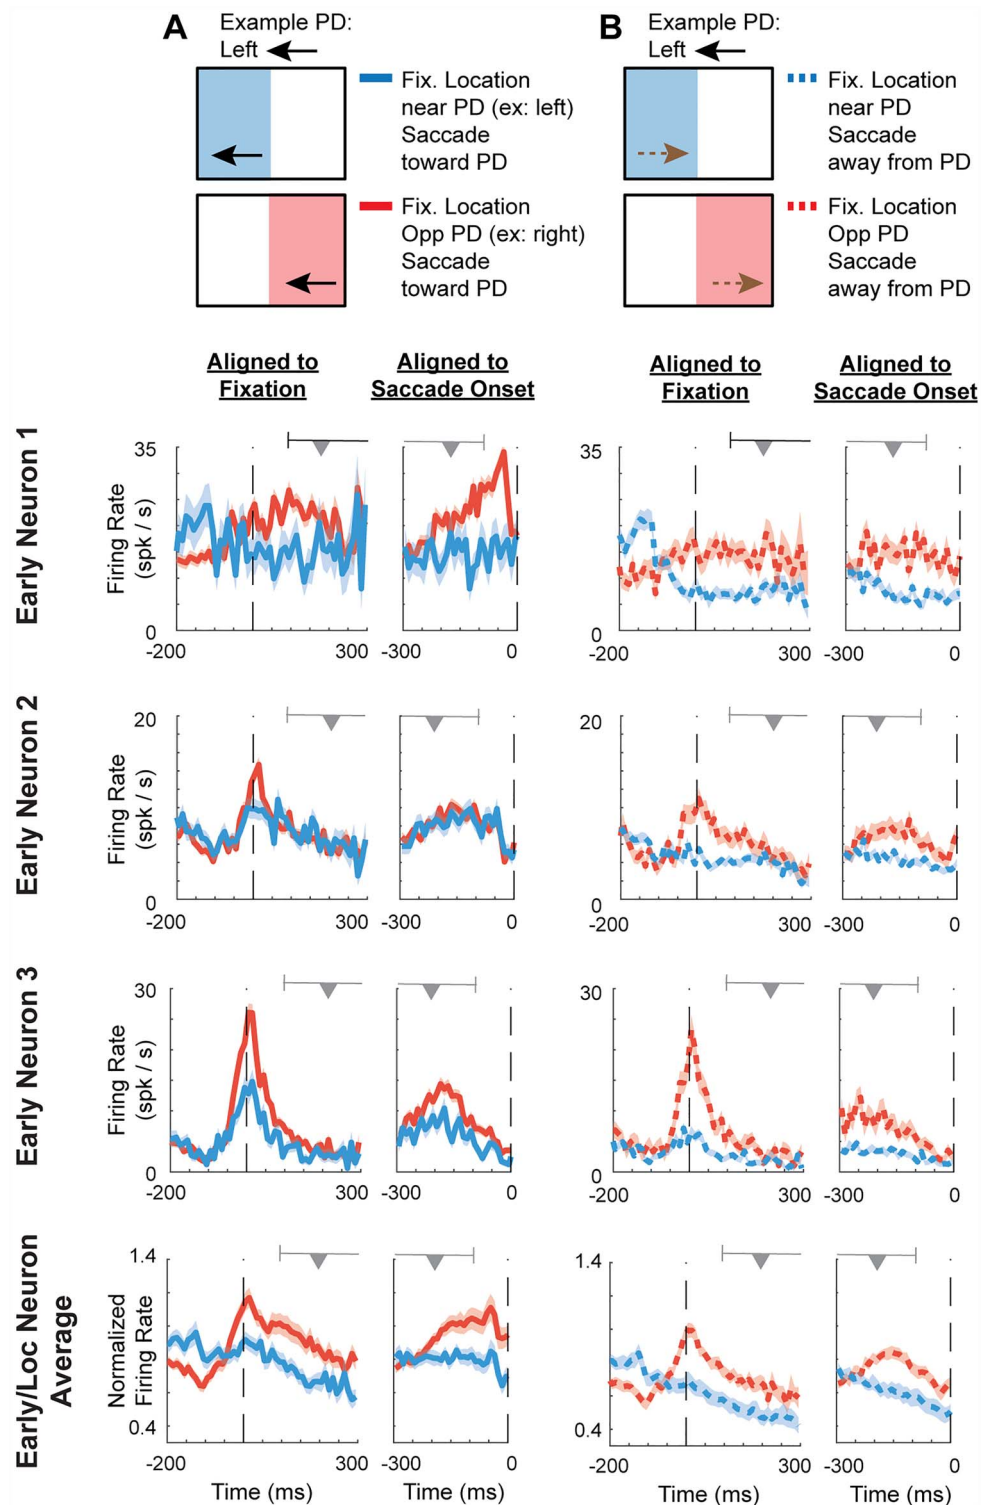 A
Example PD:
Left
Fix. Location
near PD (ex: left)
Saccade
toward PD
Fix. Location
Opp PD (ex: right)
Saccade
toward PD
B
Example PD:
Left
Fix. Location
near PD
Saccade
away from PD
Fix. Location
Opp PD
Saccade
away from PD
Aligned to
Fixation
Aligned to
Saccade Onset
Aligned to
Fixation
Aligned to
Saccade Onset
Early Neuron 1
Firing Rate
(spk / s)
35
0
-200
300
-300
0
35
0
-200
300
-300
0
Early Neuron 2
Firing Rate
(spk / s)
20
0
-200
300
-300
0
20
0
-200
300
-300
0
Early Neuron 3
Firing Rate
(spk / s)
30
0
-200
300
-300
0
30
0
-200
300
-300
0
Early/Loc Neuron
Average
Normalized
Firing Rate
1.4
0.4
-200
300
-300
0
Time (ms)
Time (ms)
1.4
0.4
-200
300
-300
0
Time (ms)
Time (ms)